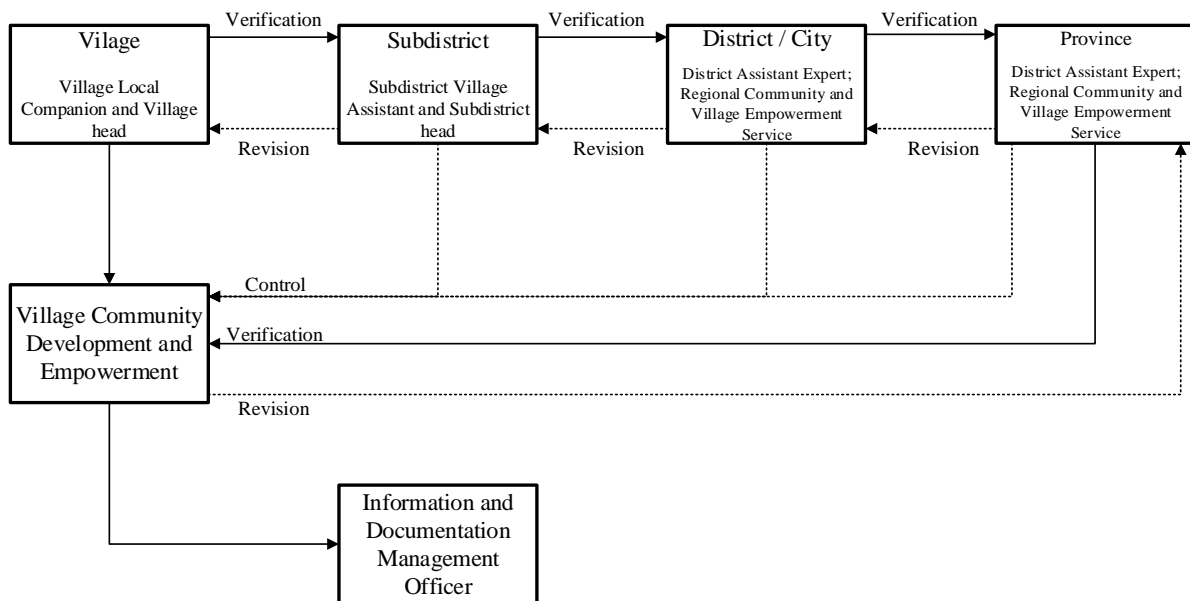 Verification
Verification
Verification
Vilage
Village Local
Companion and Village
head
Subdistrict
Subdistrict Village
Assistant and Subdistrict
head
District / City
District Assistant Expert;
Regional Community and
Village Empowerment
Service
Province
District Assistant Expert;
Regional Community and
Village Empowerment
Service
Revision
Revision
Revision
Control
Village Community
Development and
Empowerment
Verification
Revision
Information and
Documentation
Management
Officer